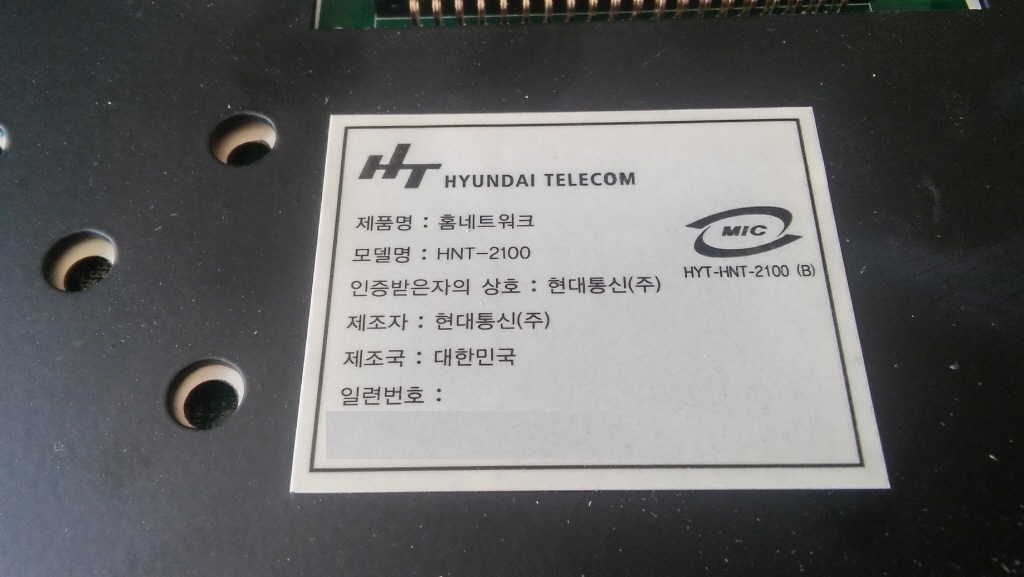 HT HYUNDAI TELECOM
제품명 : 홈네트워크
모델명 : HNT-2100
MIC
HYT-HNT-2100 (B)
인증받은자의 상호 : 현대통신(주)
제조자 : 현대통신(주)
제조국 : 대한민국
일련번호 :